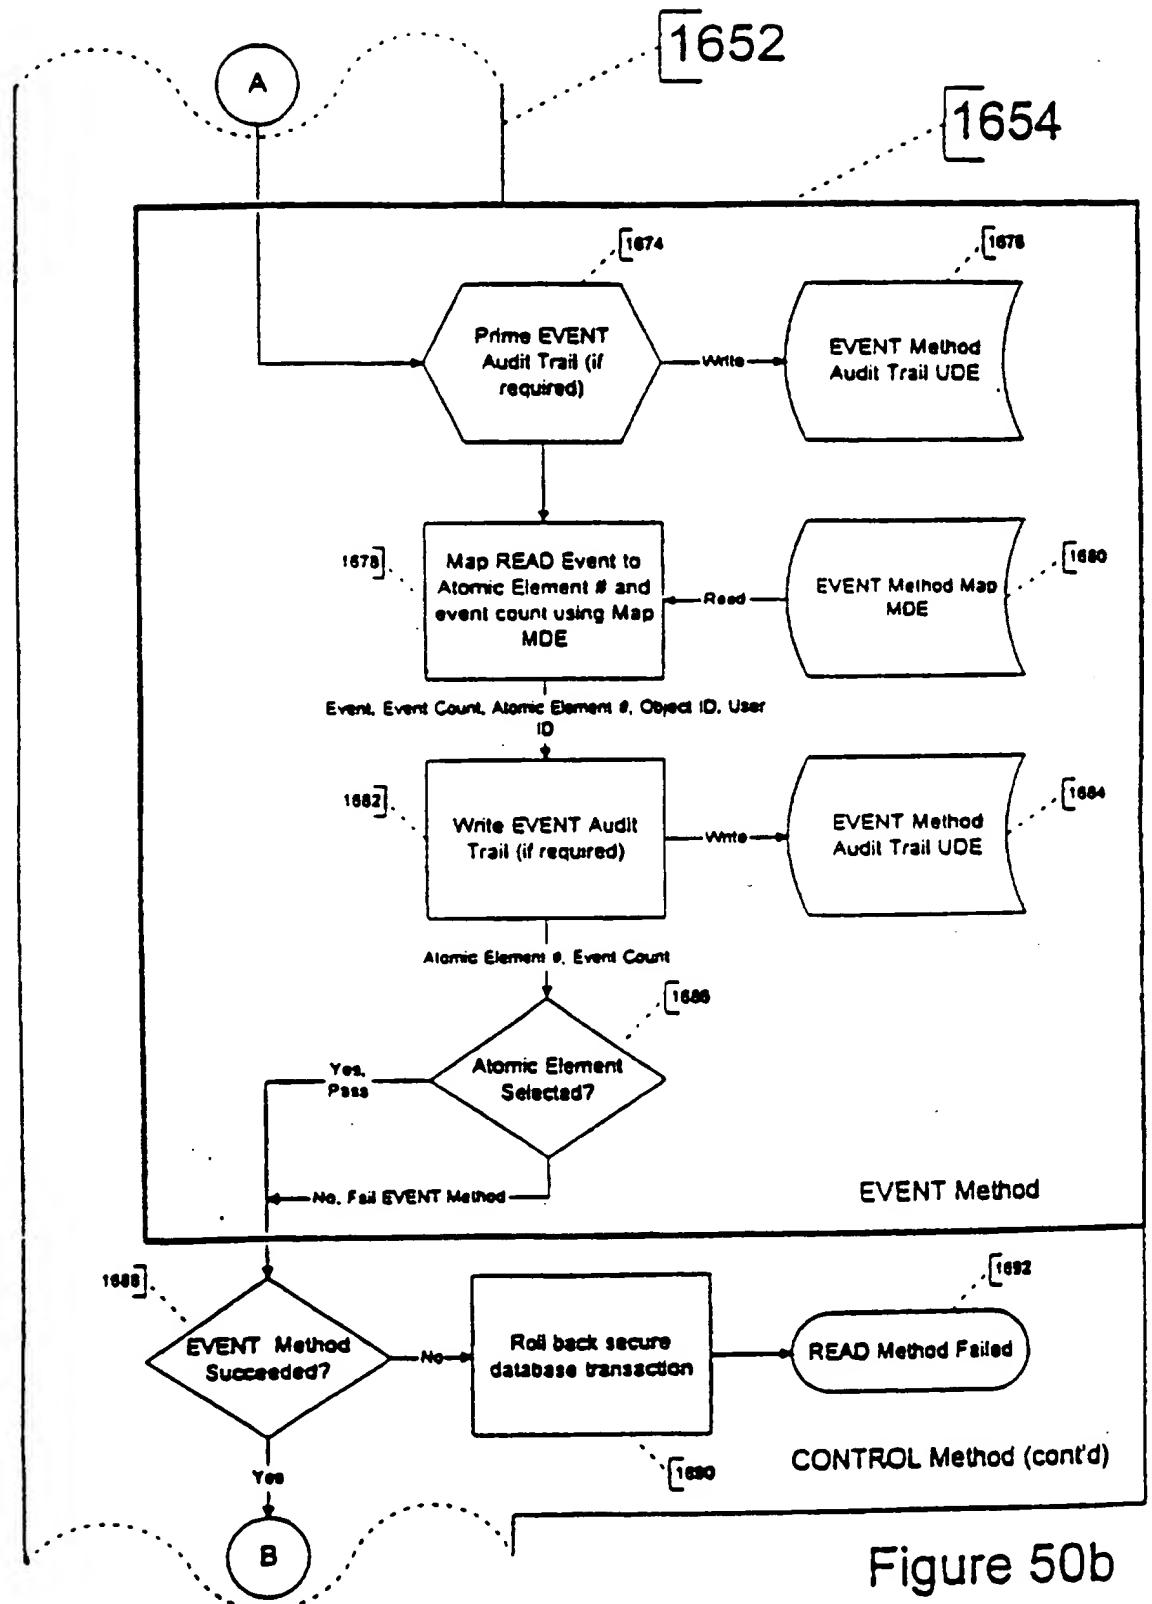 1652
A
1654
1674
1676
Prime EVENT
Audit Trail (if
required)
Write
EVENT Method
Audit Trail UDE
1678
Map READ Event to
Atomic Element # and
event count using Map
MDE
Read
EVENT Method Map
MDE
1680
Event, Event Count, Atomic Element #, Object ID, User
ID
1682
Write EVENT Audit
Trail (if required)
Write
EVENT Method
Audit Trail UDE
1684
Atomic Element #, Event Count
1686
Atomic Element
Selected?
Yes,
Pass
No, Fail EVENT Method
EVENT Method
1688
EVENT Method
Succeeded?
No
Roll back secure
database transaction
1692
READ Method Failed
1690
CONTROL Method (cont'd)
Yes
B
Figure 50b